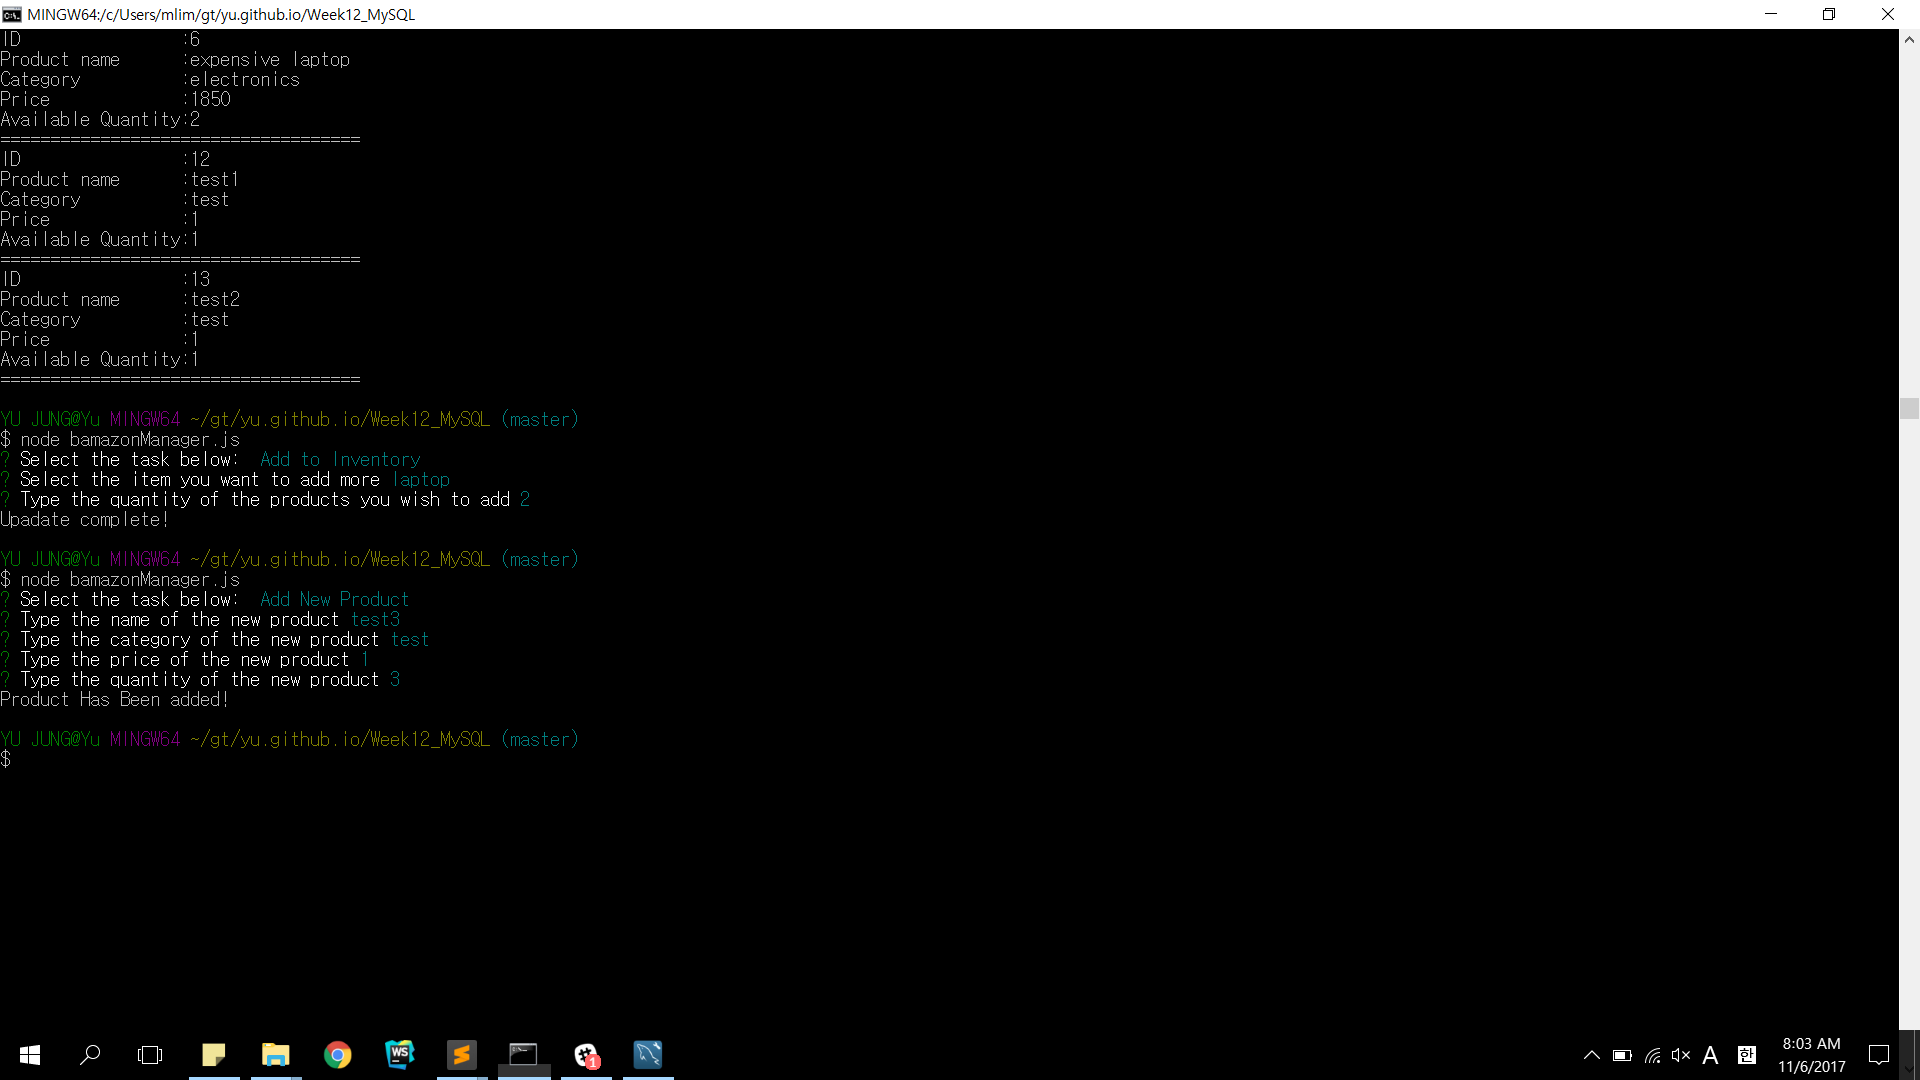 MINGW64:/c/Users/mlim/gt/yu.github.io/Week12_MySQL
ID                :6
Product name      :expensive laptop
Category          :electronics
Price             :1850
Available Quantity:2
====================================
ID                :12
Product name      :test1
Category          :test
Price             :1
Available Quantity:1
====================================
ID                :13
Product name      :test2
Category          :test
Price             :1
Available Quantity:1
====================================
YU JUNG@Yu MINGW64 ~/gt/yu.github.io/Week12_MySQL (master)
$ node bamazonManager.js
? Select the task below:  Add to Inventory
? Select the item you want to add more laptop
? Type the quantity of the products you wish to add 2
Upadate complete!
YU JUNG@Yu MINGW64 ~/gt/yu.github.io/Week12_MySQL (master)
$ node bamazonManager.js
? Select the task below:  Add New Product
? Type the name of the new product test3
? Type the category of the new product test
? Type the price of the new product 1
? Type the quantity of the new product 3
Product Has Been added!
YU JUNG@Yu MINGW64 ~/gt/yu.github.io/Week12_MySQL (master)
$
WS
1
A
한
8:03 AM
11/6/2017